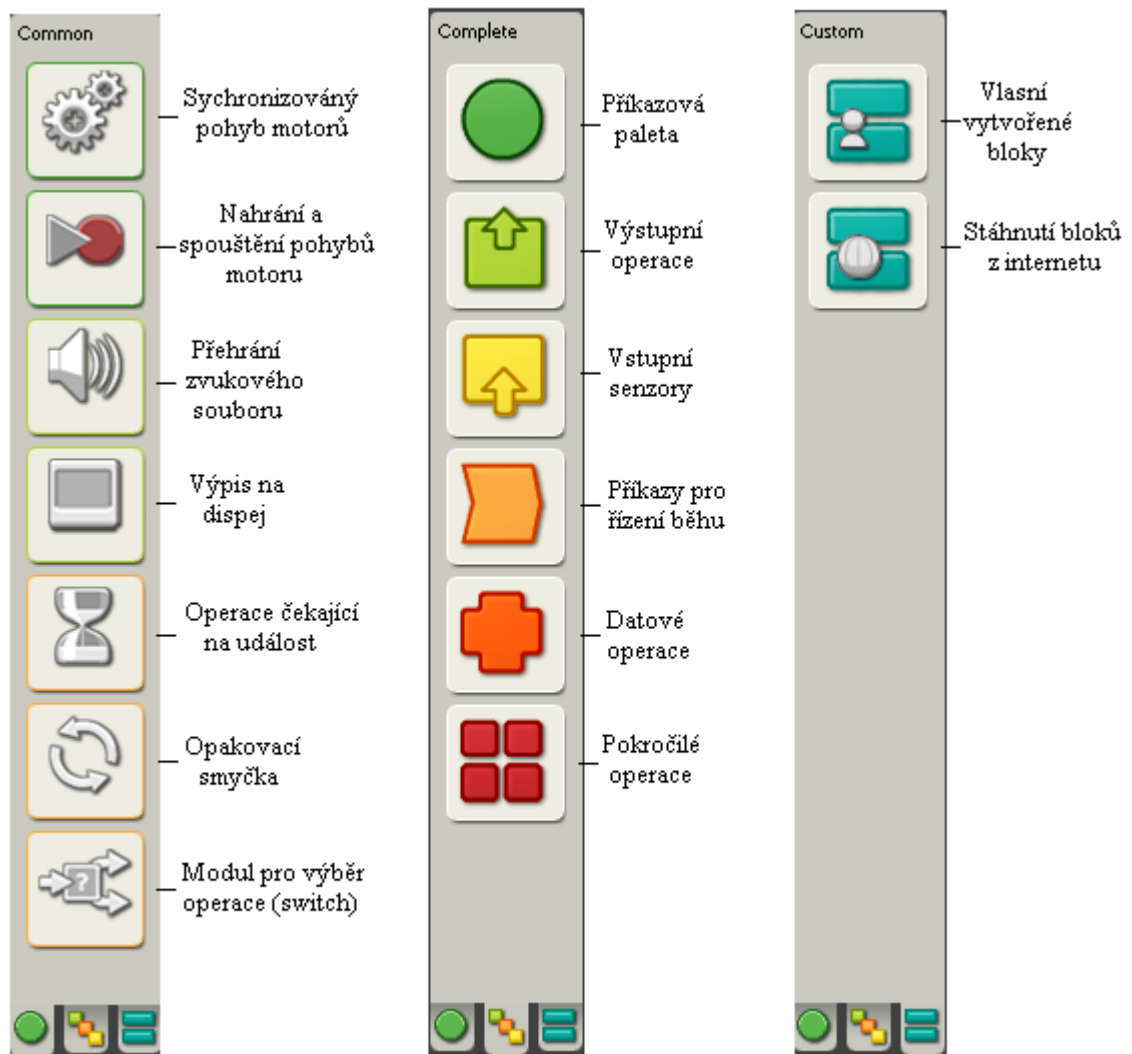 Common
Sychronizováný
pohyb motorů
Nahrání a
spouštění pohybů
motoru
Přehrání
zvukového
souboru
Výpis na
dispej
Operace čekající
na událost
Opakovací
smyčka
?
Modul pro výběr
operace (switch)
Complete
Příkazová
paleta
Výstupní
operace
Vstupní
senzory
Příkazy pro
řízení běhu
Datové
operace
Pokročilé
operace
Custom
Vlasní
vytvořené
bloky
Stáhnutí bloků
z internetu